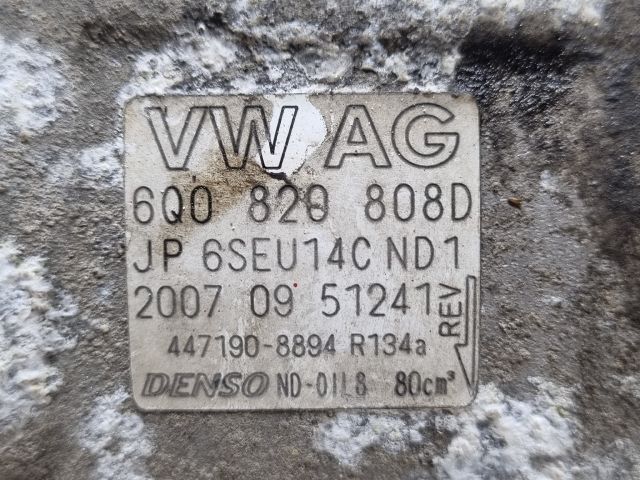 VW AG
6Q0 820 808D
JP 6SEU14C ND1
2007 09 51241
REV
447190-8894 R134a
DENSO ND-OIL8 80cm³